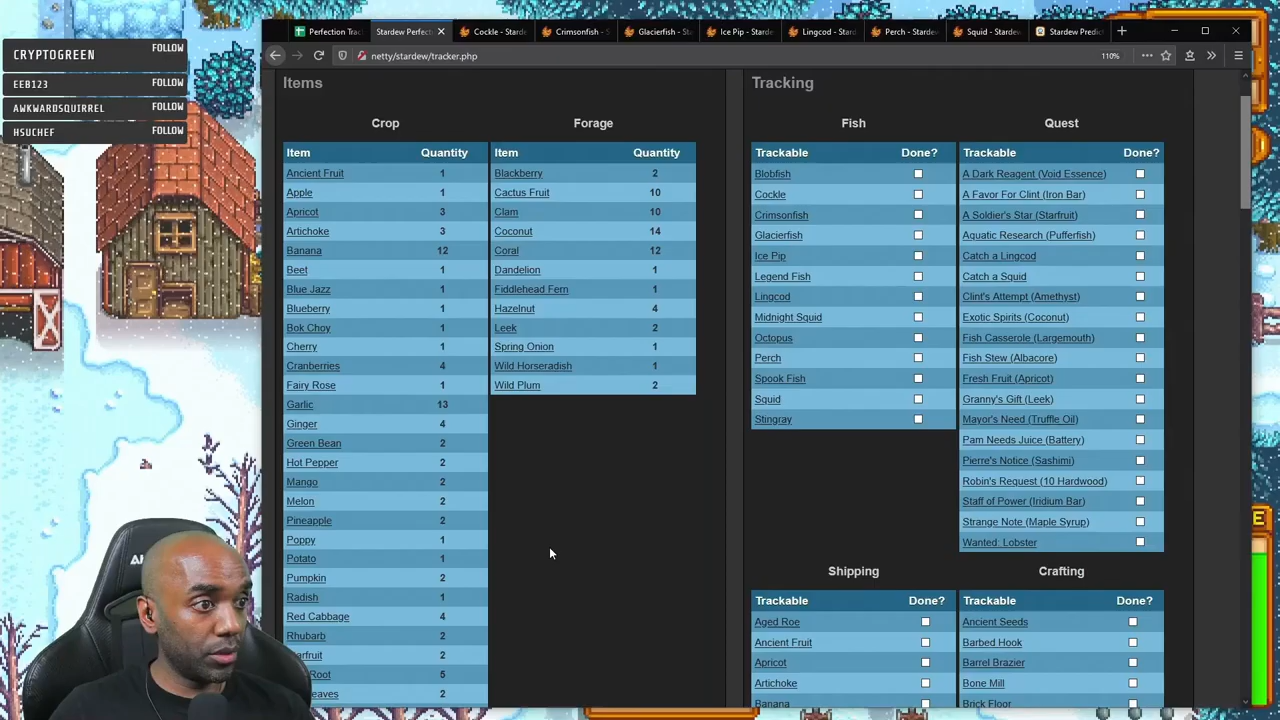 CRYPTOGREEN FOLLOW
EEB123 FOLLOW
AWKWARDSQUIRREL FOLLOW
HSUCHEF FOLLOW
Perfection Trac
Stardew Perfecti
Cockle - Starde
Crimsonfish -
Glacierfish - St
Ice Pip - Starde
Lingcod - Stard
Perch - Stardew
Squid - Stardew
Stardew Predic
netty/stardew/tracker.php
110%
Items
Crop
Item Quantity
Ancient Fruit 1
Apple 1
Apricot 3
Artichoke 3
Banana 12
Beet 1
Blue Jazz 1
Blueberry 1
Bok Choy 1
Cherry 1
Cranberries 4
Fairy Rose 1
Garlic 13
Ginger 4
Green Bean 2
Hot Pepper 2
Mango 2
Melon 2
Pineapple 2
Poppy 1
Potato 1
Pumpkin 2
Radish 1
Red Cabbage 4
Rhubarb 2
arfruit 2
Root 5
eaves 2
Forage
Item Quantity
Blackberry 2
Cactus Fruit 10
Clam 10
Coconut 14
Coral 12
Dandelion 1
Fiddlehead Fern 1
Hazelnut 4
Leek 2
Spring Onion 1
Wild Horseradish 1
Wild Plum 2
Tracking
Fish
Trackable Done?
Blobfish
Cockle
Crimsonfish
Glacierfish
Ice Pip
Legend Fish
Lingcod
Midnight Squid
Octopus
Perch
Spook Fish
Squid
Stingray
Quest
Trackable Done?
A Dark Reagent (Void Essence)
A Favor For Clint (Iron Bar)
A Soldier's Star (Starfruit)
Aquatic Research (Pufferfish)
Catch a Lingcod
Catch a Squid
Clint's Attempt (Amethyst)
Exotic Spirits (Coconut)
Fish Casserole (Largemouth)
Fish Stew (Albacore)
Fresh Fruit (Apricot)
Granny's Gift (Leek)
Mayor's Need (Truffle Oil)
Pam Needs Juice (Battery)
Pierre's Notice (Sashimi)
Robin's Request (10 Hardwood)
Staff of Power (Iridium Bar)
Strange Note (Maple Syrup)
Wanted: Lobster
Shipping
Trackable Done?
Aged Roe
Ancient Fruit
Apricot
Artichoke
Banana
Crafting
Trackable Done?
Ancient Seeds
Barbed Hook
Barrel Brazier
Bone Mill
Brick Floor